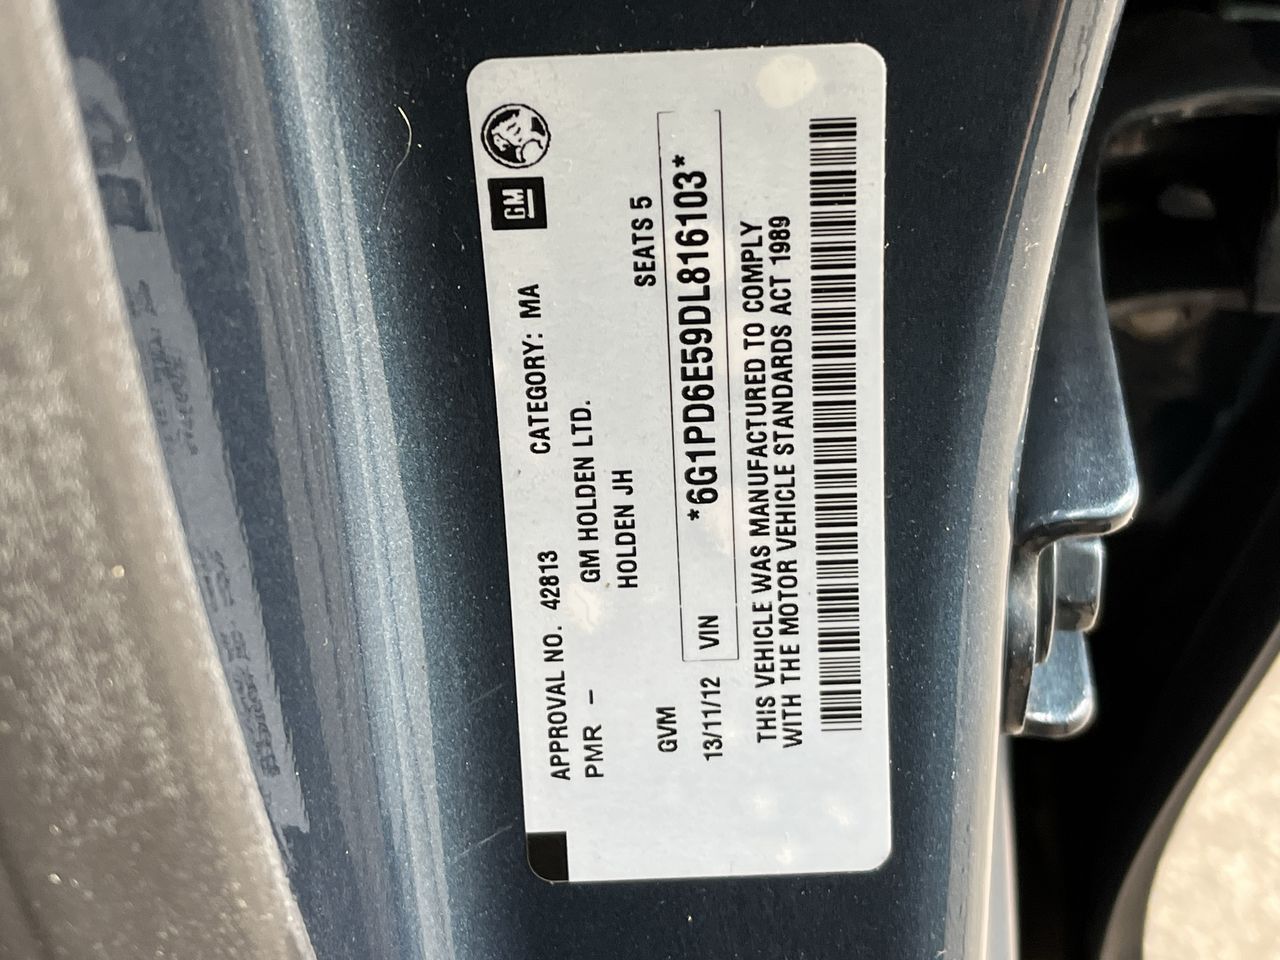 GM
APPROVAL NO. 42813 CATEGORY: MA
PMR – GM HOLDEN LTD.
HOLDEN JH
GVM SEATS 5
13/11/12 VIN *6G1PD6E59DL816103*
THIS VEHICLE WAS MANUFACTURED TO COMPLY
WITH THE MOTOR VEHICLE STANDARDS ACT 1989